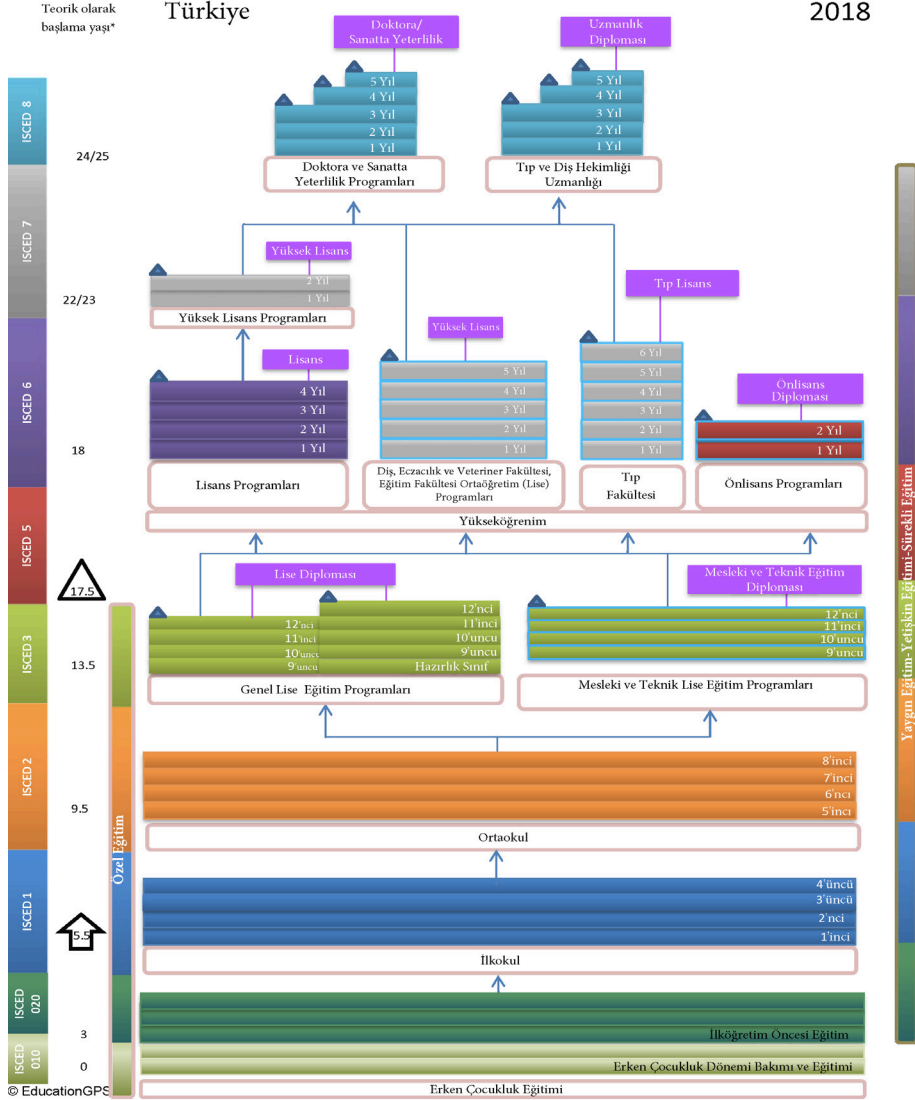 Teorik olarak
başlama yaşı*
Türkiye
2018
Doktora/
Sanatta Yeterlilik
Uzmanlık
Diploması
5 Yıl
4 Yıl
3 Yıl
2 Yıl
1 Yıl
5 Yıl
4 Yıl
3 Yıl
2 Yıl
1 Yıl
ISCED 8
24/25
Doktora ve Sanatta
Yeterlilik Programları
Tıp ve Diş Hekimliği
Uzmanlığı
ISCED 7
Yüksek Lisans
2 Yıl
1 Yıl
22/23
Yüksek Lisans Programları
Tıp Lisans
Yüksek Lisans
ISCED 6
Lisans
4 Yıl
3 Yıl
2 Yıl
1 Yıl
5 Yıl
4 Yıl
3 Yıl
2 Yıl
1 Yıl
6 Yıl
5 Yıl
4 Yıl
3 Yıl
2 Yıl
1 Yıl
Önlisans
Diploması
2 Yıl
1 Yıl
18
Lisans Programları
Diş, Eczacılık ve Veteriner Fakültesi,
Eğitim Fakültesi Ortaöğretim (Lise)
Programları
Tıp
Fakültesi
Önlisans Programları
Yükseköğrenim
ISCED 5
17.5
Lise Diploması
Mesleki ve Teknik Eğitim
Diploması
ISCED 3
12'nci
11'inci
10'uncu
9'uncu
12'nci
11'inci
10'uncu
9'uncu
Hazırlık Sınıf
12'nci
11'inci
10'uncu
9'uncu
13.5
Genel Lise Eğitim Programları
Mesleki ve Teknik Lise Eğitim Programları
ISCED 2
8'inci
7'inci
6'ncı
5'inci
9.5
Ortaokul
Özel Eğitim
ISCED 1
4'üncü
3'üncü
2'nci
1'inci
5.5
İlkokul
ISCED
020
3
İlköğretim Öncesi Eğitim
ISCED
010
0
Erken Çocukluk Dönemi Bakımı ve Eğitimi
Erken Çocukluk Eğitimi
© EducationGPS
Yaygın Eğitim-Yetişkin Eğitimi-Sürekli Eğitim